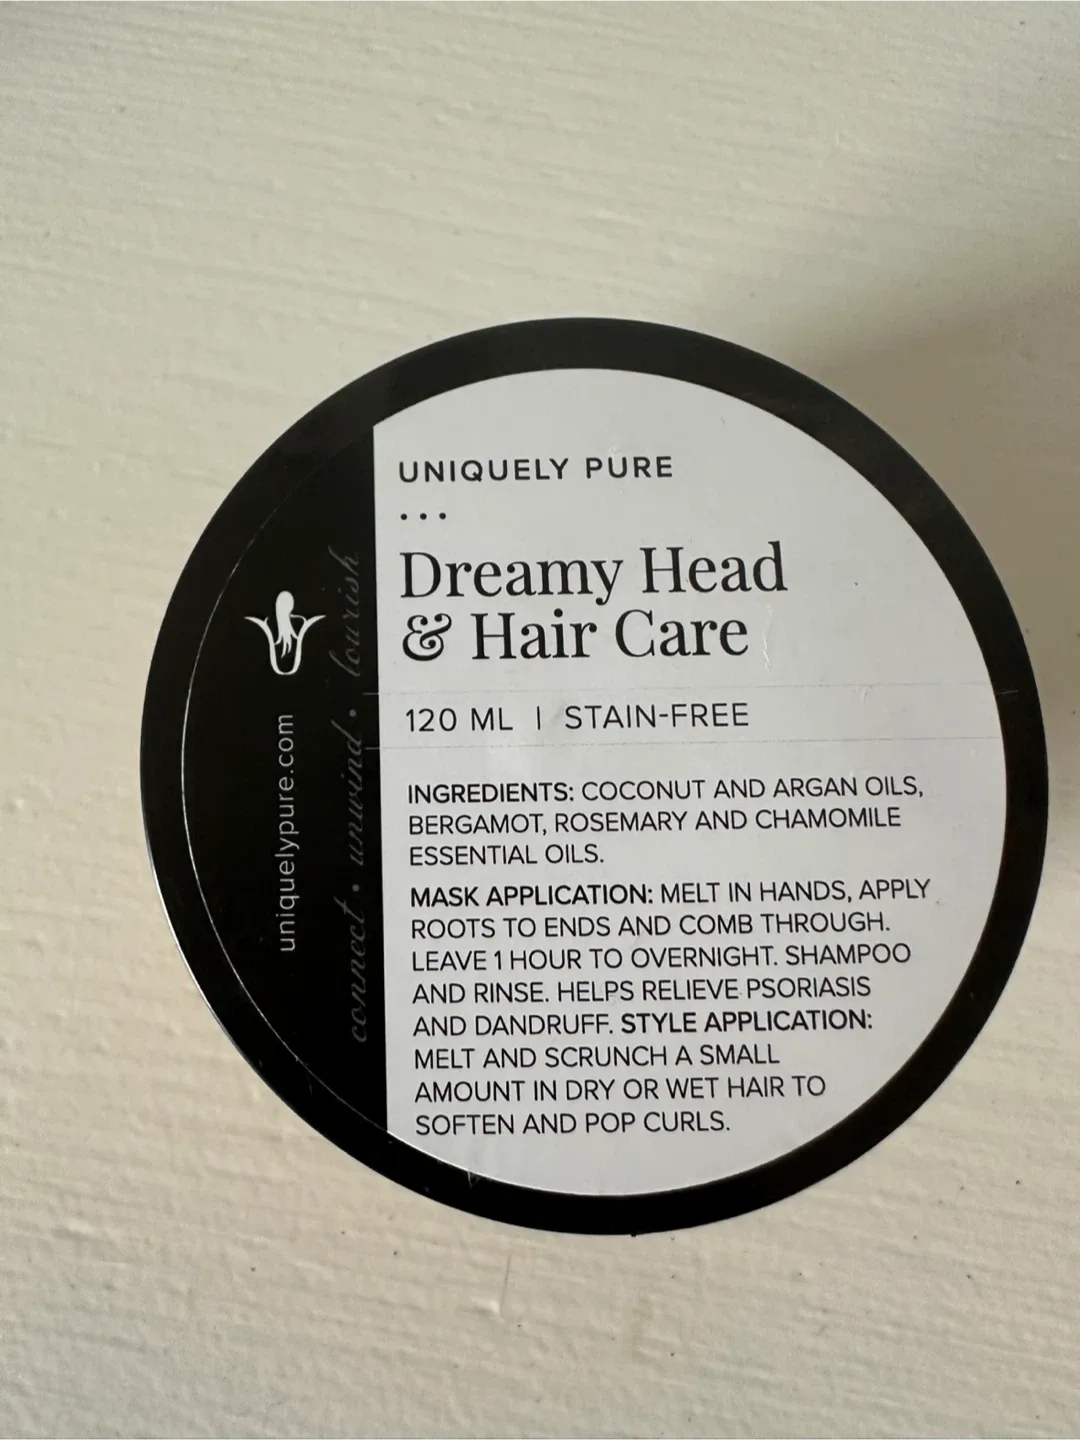 UNIQUELY PURE
...
Dreamy Head
& Hair Care
120 ML | STAIN-FREE
INGREDIENTS: COCONUT AND ARGAN OILS,
BERGAMOT, ROSEMARY AND CHAMOMILE
ESSENTIAL OILS.
MASK APPLICATION: MELT IN HANDS, APPLY
ROOTS TO ENDS AND COMB THROUGH.
LEAVE 1 HOUR TO OVERNIGHT. SHAMPOO
AND RINSE. HELPS RELIEVE PSORIASIS
AND DANDRUFF. STYLE APPLICATION:
MELT AND SCRUNCH A SMALL
AMOUNT IN DRY OR WET HAIR TO
SOFTEN AND POP CURLS.
uniquelypure.com
connect • unwind •